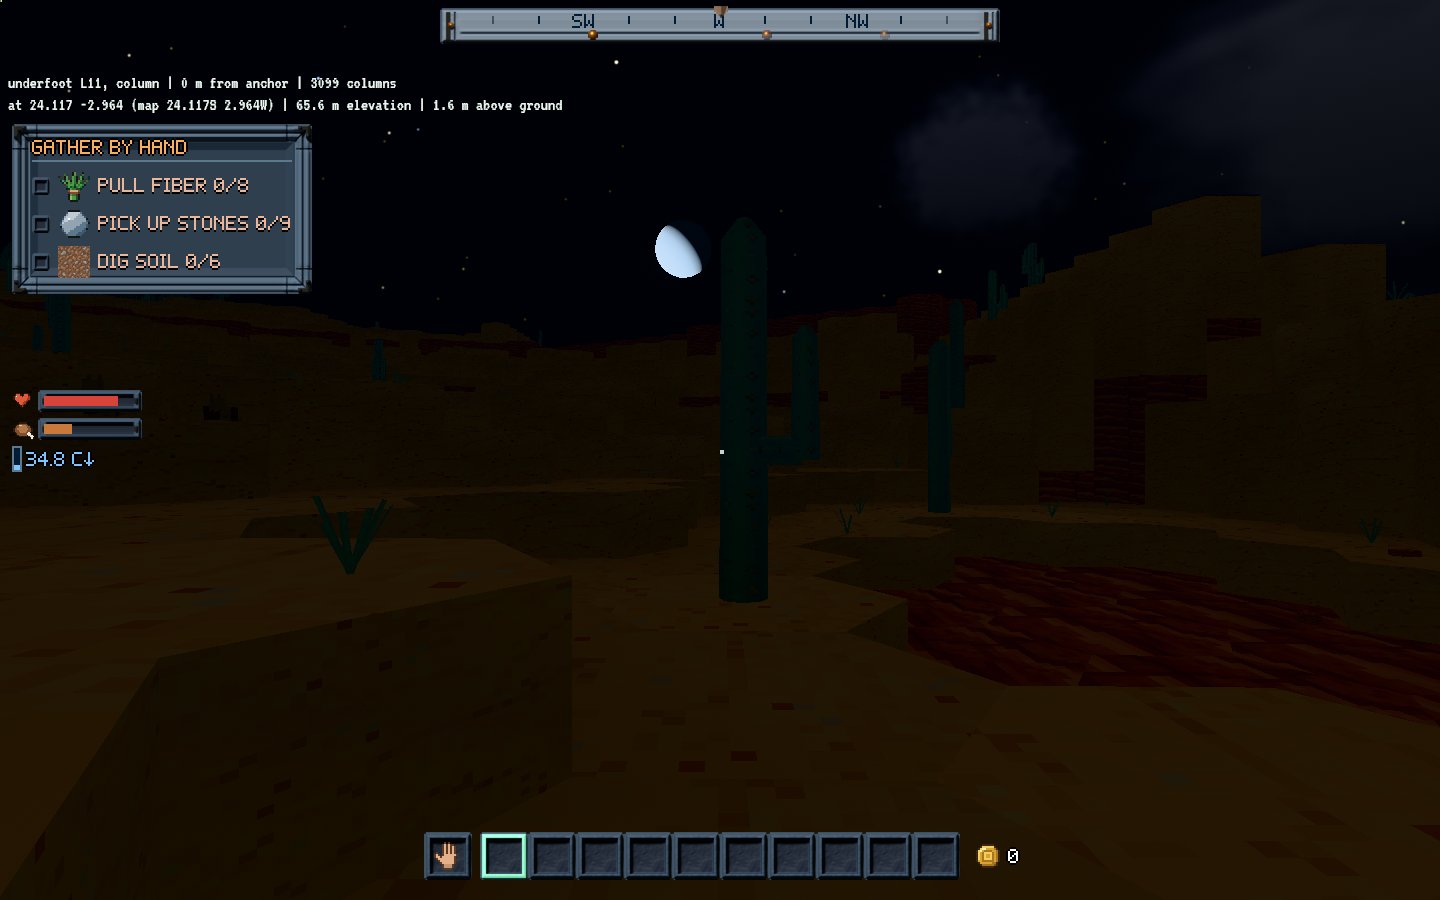 SW W NW
underfoot L11, column | 0 m from anchor | 3099 columns
at 24.117 -2.964 (map 24.117S 2.964W) | 65.6 m elevation | 1.6 m above ground
GATHER BY HAND
PULL FIBER 0/8
PICK UP STONES 0/9
DIG SOIL 0/6
34.8 C↓
0